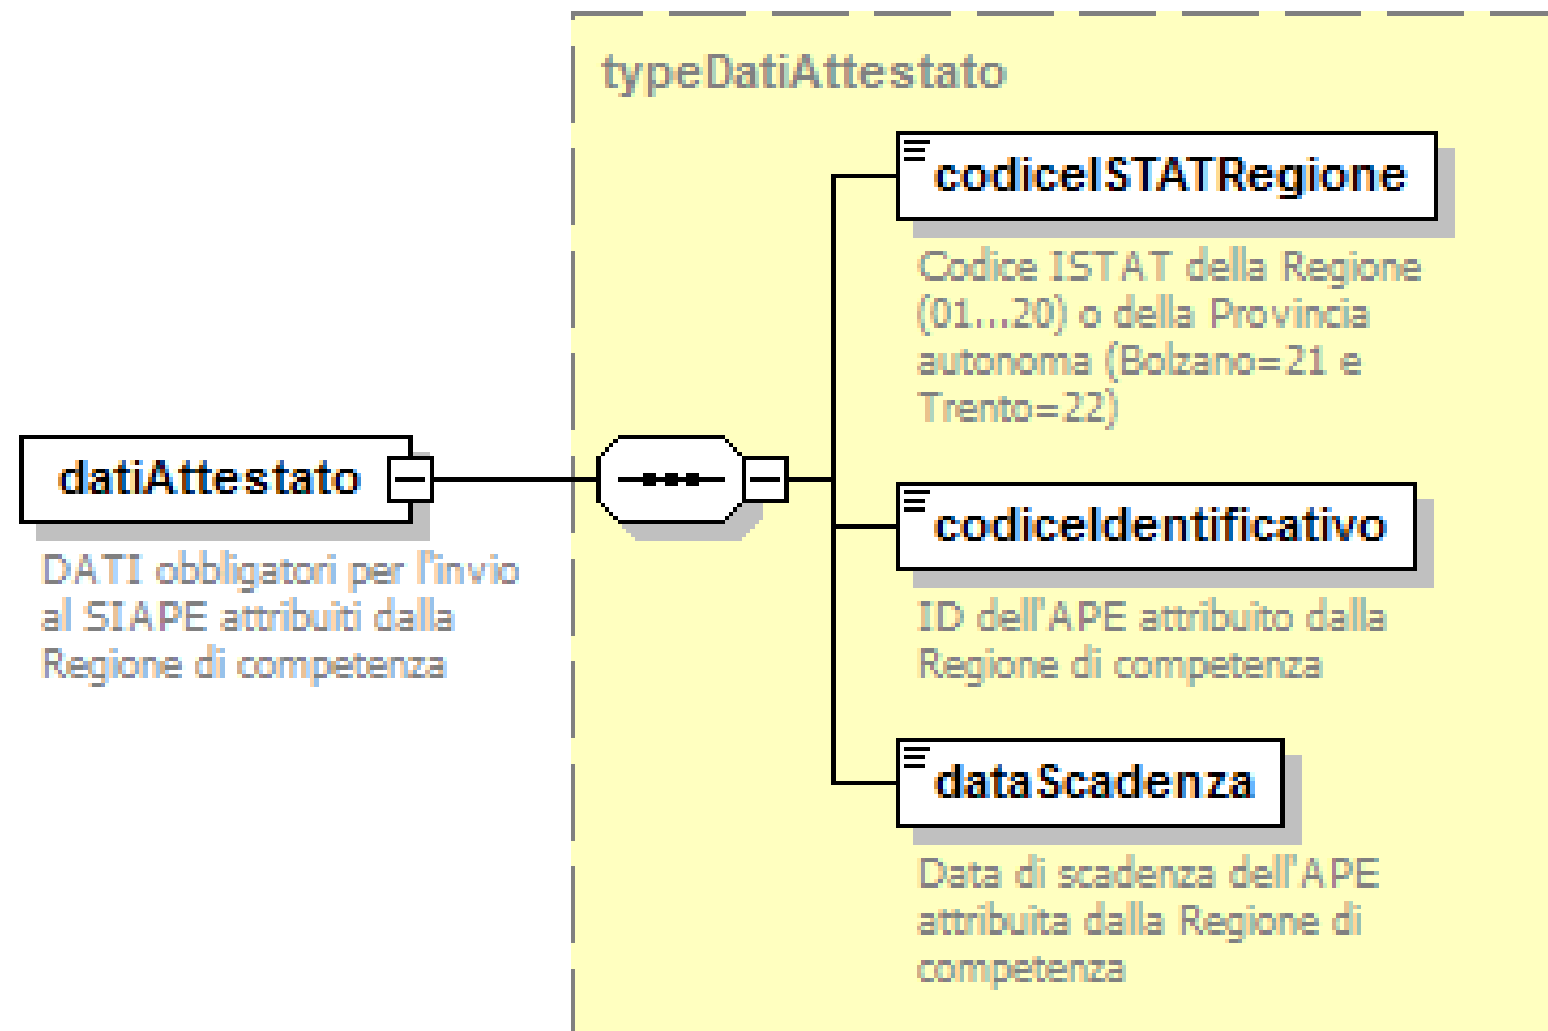 typeDatiAttestato
codiceISTATRegione
Codice ISTAT della Regione
(01...20) o della Provincia
autonoma (Bolzano=21 e
Trento=22)
datiAttestato
DATI obbligatori per l'invio
al SIAPE attribuiti dalla
Regione di competenza
codiceIdentificativo
ID dell'APE attribuito dalla
Regione di competenza
dataScadenza
Data di scadenza dell'APE
attribuita dalla Regione di
competenza